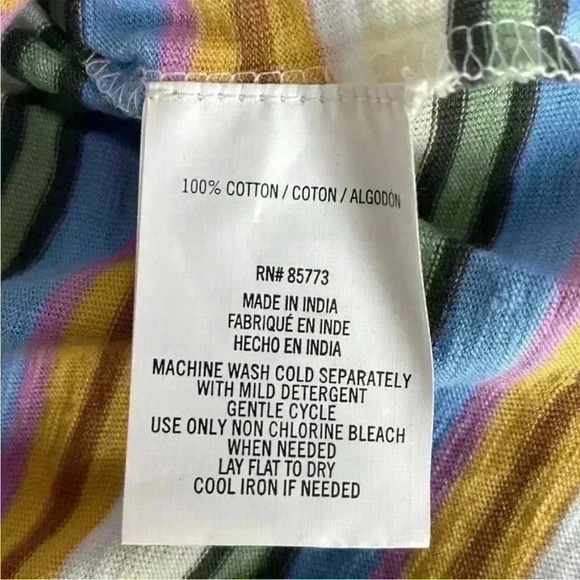 100% COTTON / COTON / ALGODÓN
RN# 85773
MADE IN INDIA
FABRIQUÉ EN INDE
HECHO EN INDIA
MACHINE WASH COLD SEPARATELY
WITH MILD DETERGENT
GENTLE CYCLE
USE ONLY NON CHLORINE BLEACH
WHEN NEEDED
LAY FLAT TO DRY
COOL IRON IF NEEDED